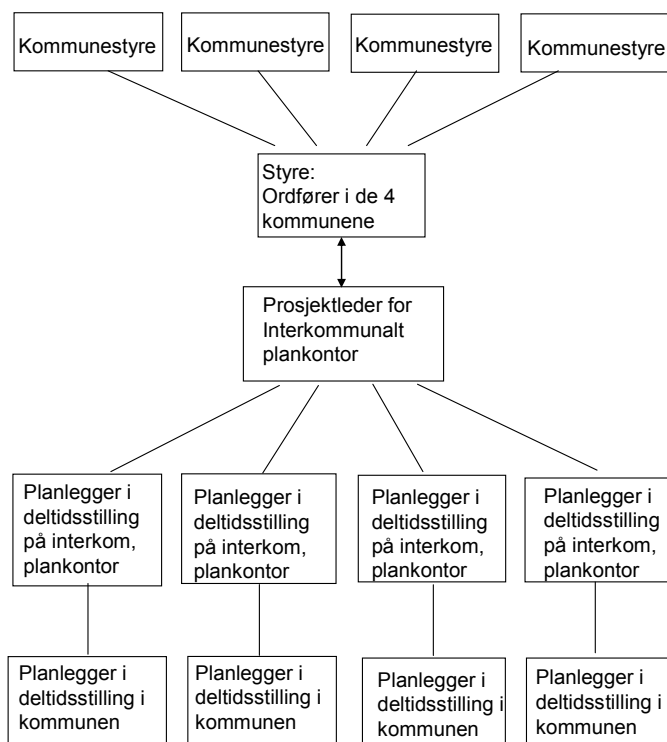 Kommunestyre
Kommunestyre
Kommunestyre
Kommunestyre
Styre:
Ordfører i de 4
kommunene
Prosjektleder for
Interkommunalt
plankontor
Planlegger i
deltidsstilling
på interkom,
plankontor
Planlegger i
deltidsstilling
på interkom,
plankontor
Planlegger i
deltidsstilling
på interkom,
plankontor
Planlegger i
deltidsstilling
på interkom,
plankontor
Planlegger i
deltidsstilling i
kommunen
Planlegger i
deltidsstilling i
kommunen
Planlegger i
deltidsstilling i
kommunen
Planlegger i
deltidsstilling i
kommunen